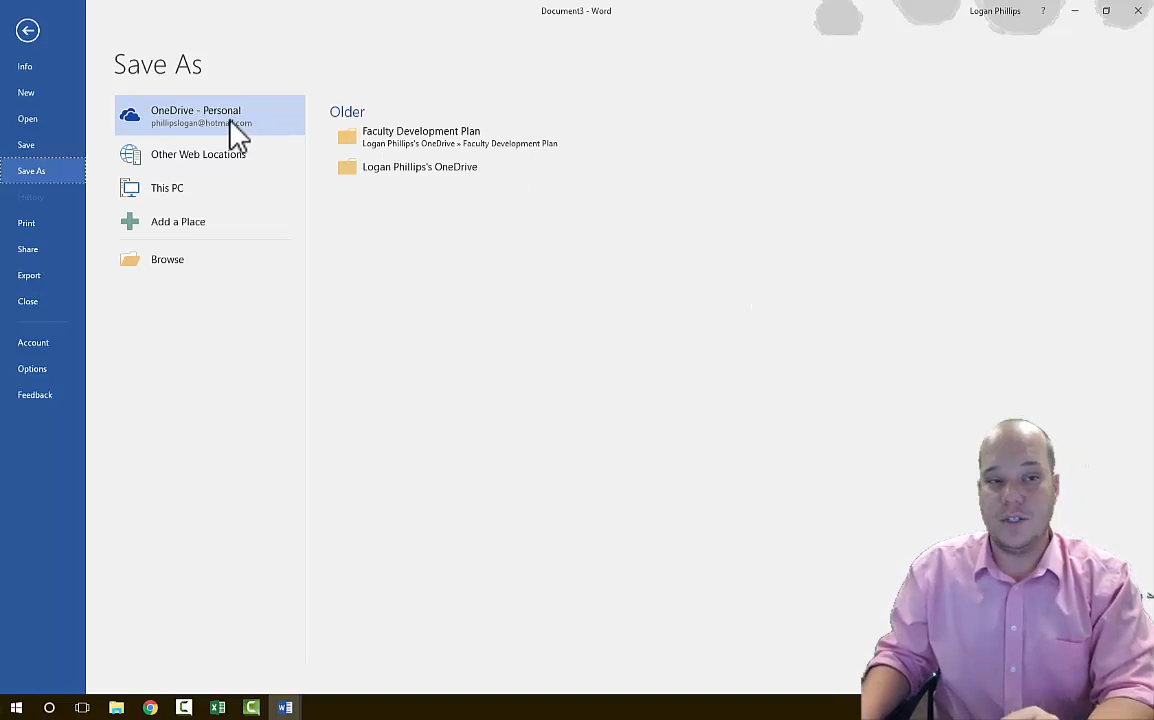 Document3 - Word
Logan Phillips
?
Info
New
Open
Save
Save As
History
Print
Share
Export
Close
Account
Options
Feedback
Save As
OneDrive - Personal
Other Web Locations
This PC
Add a Place
Browse
Older
Faculty Development Plan
Logan Phillips's OneDrive » Faculty Development Plan
Logan Phillips's OneDrive